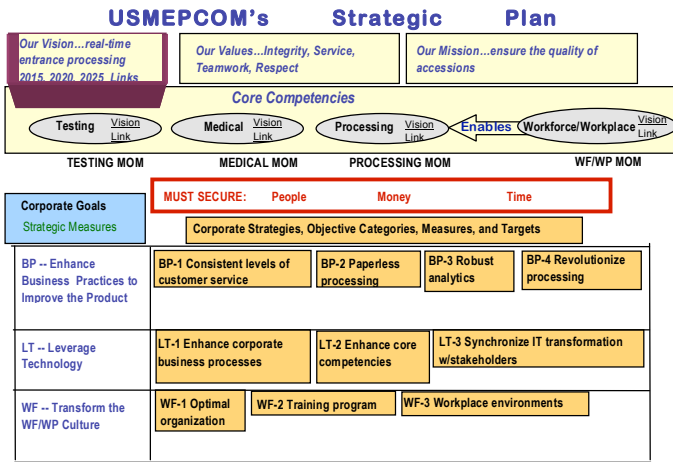 USMEPCOM's Strategic Plan
Our Vision...real-time
entrance processing
2015, 2020, 2025 Links
Our Values...Integrity, Service,
Teamwork, Respect
Our Mission...ensure the quality of
accessions
Core Competencies
Testing Vision
Link
Medical Vision
Link
Processing Vision
Link
Enables
Workforce/Workplace Vision
Link
TESTING MOM
MEDICAL MOM
PROCESSING MOM
WF/WP MOM
MUST SECURE: People Money Time
Corporate Goals
Strategic Measures
Corporate Strategies, Objective Categories, Measures, and Targets
BP -- Enhance
Business Practices to
Improve the Product
BP-1 Consistent levels of
customer service
BP-2 Paperless
processing
BP-3 Robust
analytics
BP-4 Revolutionize
processing
LT -- Leverage
Technology
LT-1 Enhance corporate
business processes
LT-2 Enhance core
competencies
LT-3 Synchronize IT transformation
w/stakeholders
WF -- Transform the
WF/WP Culture
WF-1 Optimal
organization
WF-2 Training program
WF-3 Workplace environments